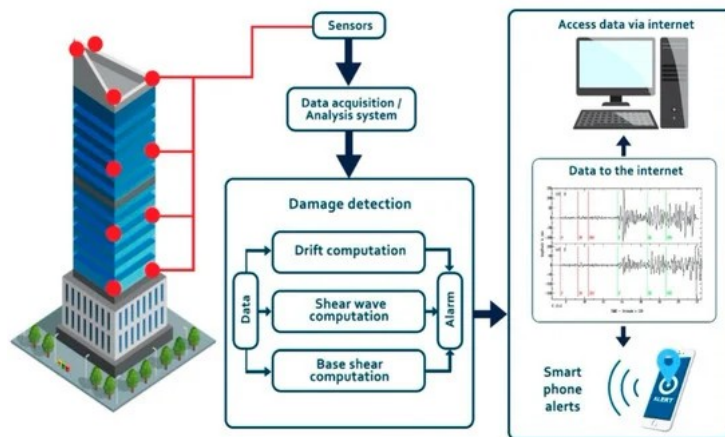 Sensors
Data acquisition /
Analysis system
Damage detection
Data
Drift computation
Shear wave
computation
Base shear
computation
Alarm
Access data via internet
Data to the internet
Smart
phone
alerts
ALERT